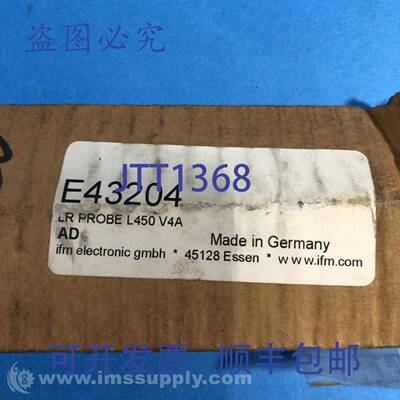 盗图必究
E43204
JTT1368
LR PROBE L450 V4A
AD
Made in Germany
ifm electronic gmbh * 45128 Essen * www.ifm.com
可开发票 顺丰包邮
© www.imssupply.com/